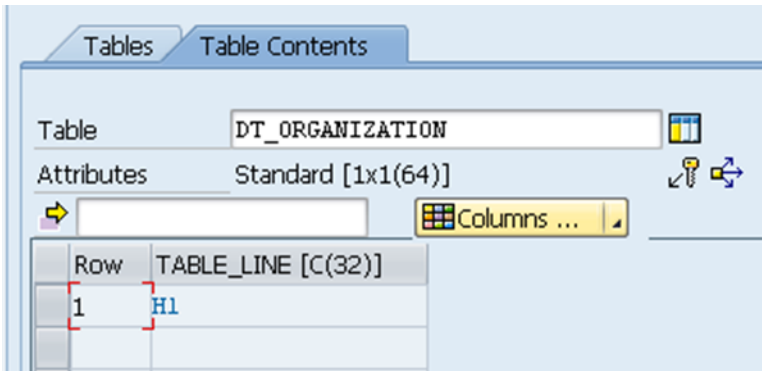 Tables Table Contents
Table DT_ORGANIZATION
Attributes Standard [1x1(64)]
Columns ...
Row TABLE_LINE [C(32)]
1 H1